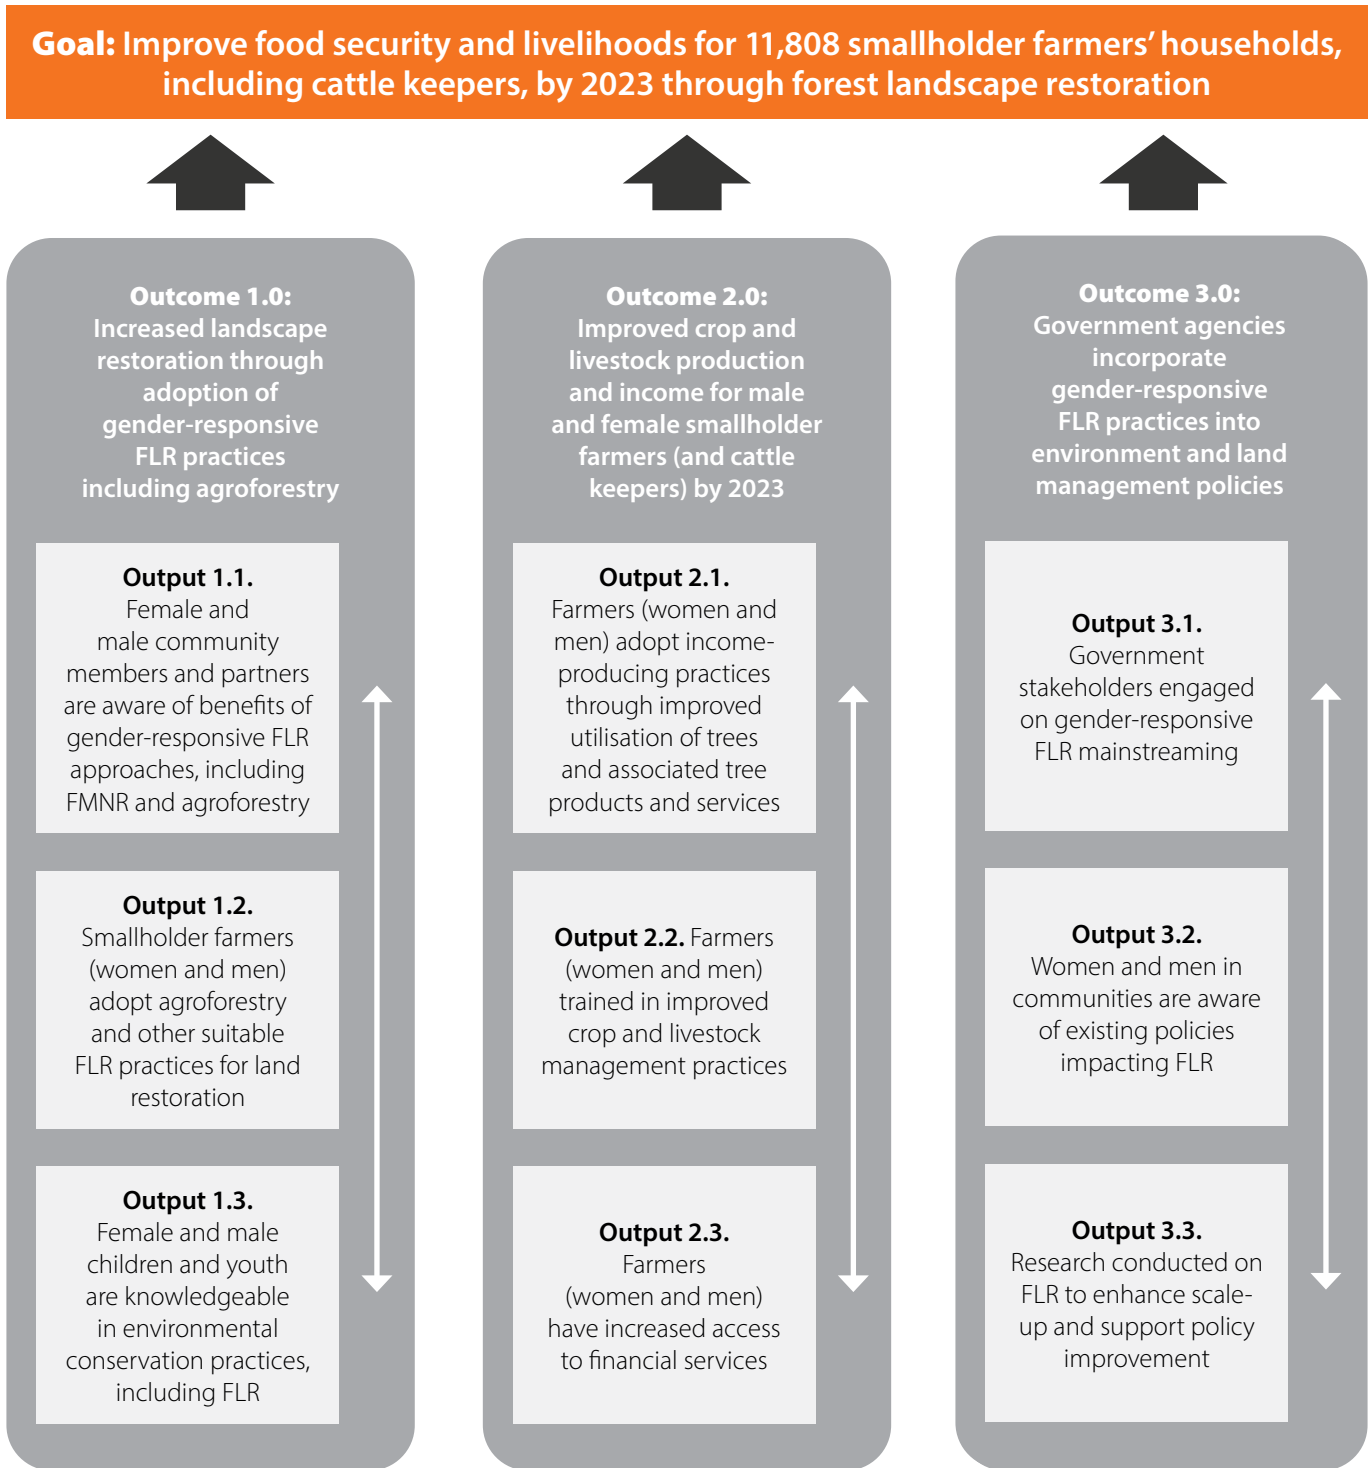 Goal: Improve food security and livelihoods for 11,808 smallholder farmers’ households,
including cattle keepers, by 2023 through forest landscape restoration
Outcome 1.0:
Increased landscape
restoration through
adoption of
gender-responsive
FLR practices
including agroforestry
Output 1.1.
Female and
male community
members and partners
are aware of benefits of
gender-responsive FLR
approaches, including
FMNR and agroforestry
Output 1.2.
Smallholder farmers
(women and men)
adopt agroforestry
and other suitable
FLR practices for land
restoration
Output 1.3.
Female and male
children and youth
are knowledgeable
in environmental
conservation practices,
including FLR
Outcome 2.0:
Improved crop and
livestock production
and income for male
and female smallholder
farmers (and cattle
keepers) by 2023
Output 2.1.
Farmers (women and
men) adopt income-
producing practices
through improved
utilisation of trees
and associated tree
products and services
Output 2.2. Farmers
(women and men)
trained in improved
crop and livestock
management practices
Output 2.3.
Farmers
(women and men)
have increased access
to financial services
Outcome 3.0:
Government agencies
incorporate
gender-responsive
FLR practices into
environment and land
management policies
Output 3.1.
Government
stakeholders engaged
on gender-responsive
FLR mainstreaming
Output 3.2.
Women and men in
communities are aware
of existing policies
impacting FLR
Output 3.3.
Research conducted on
FLR to enhance scale-
up and support policy
improvement